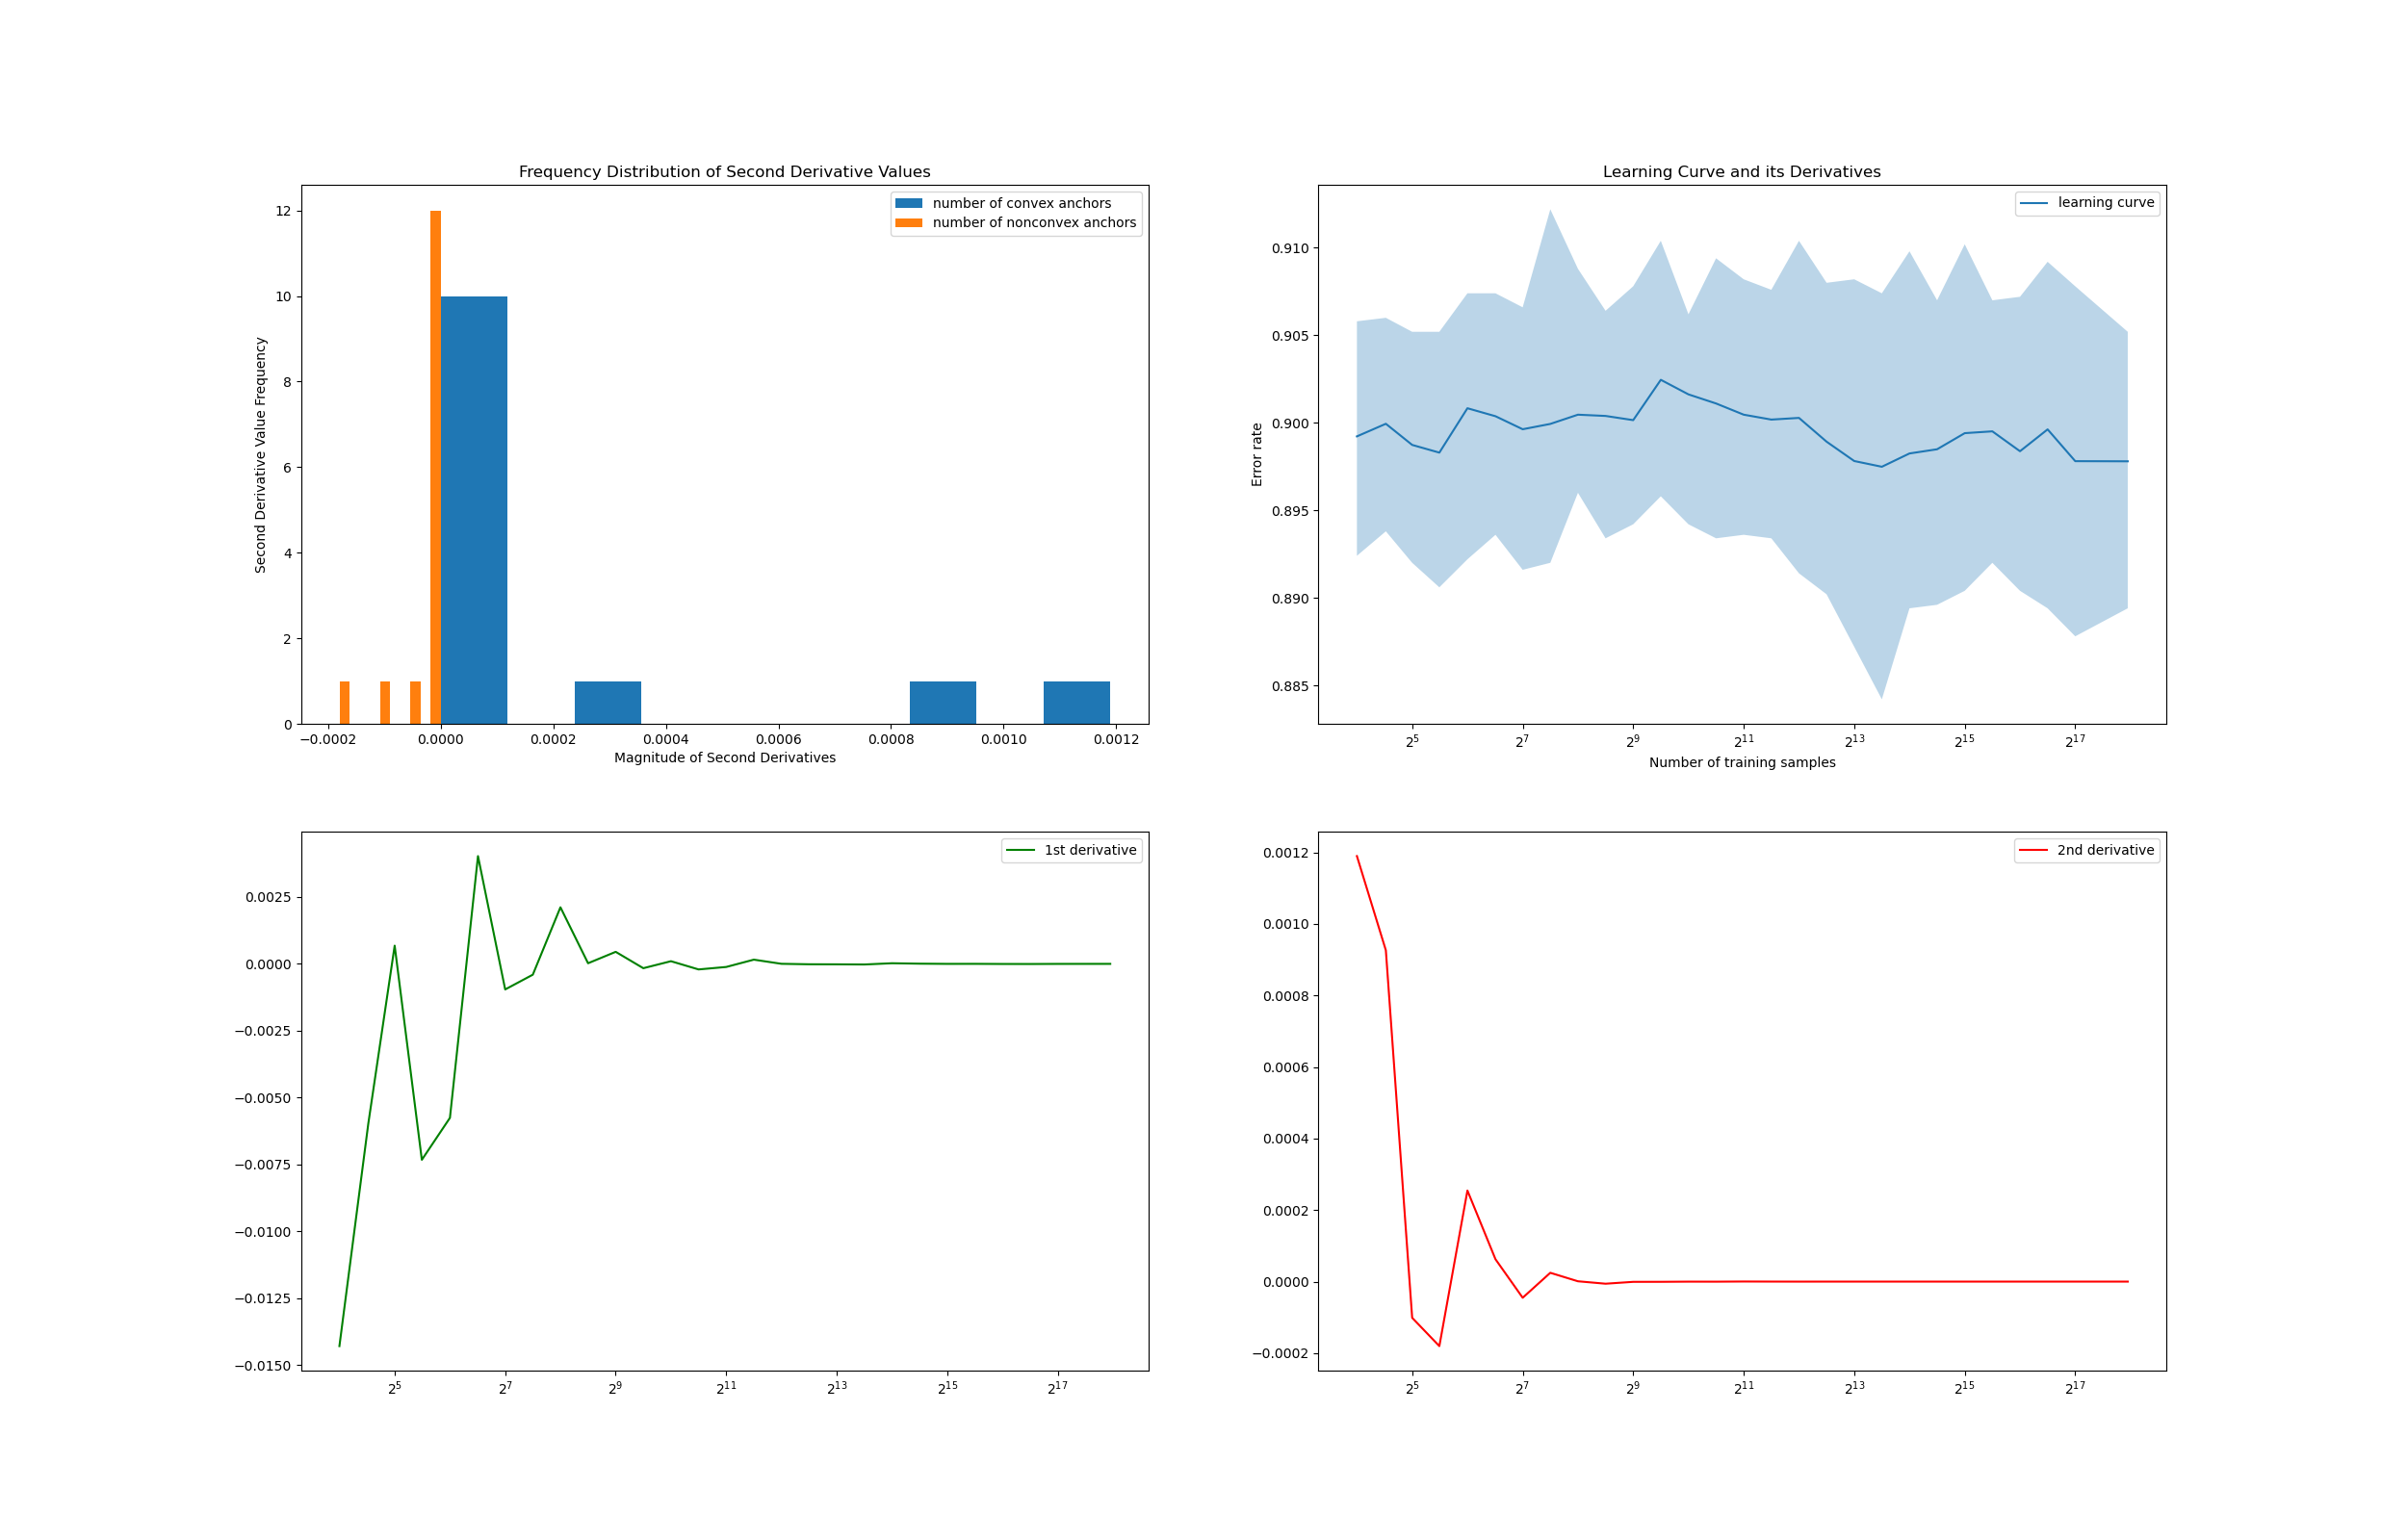 Frequency Distribution of Second Derivative Values
number of convex anchors
number of nonconvex anchors
12
10
8
6
4
2
0
Second Derivative Value Frequency
−0.0002 0.0000 0.0002 0.0004 0.0006 0.0008 0.0010 0.0012
Magnitude of Second Derivatives
Learning Curve and its Derivatives
learning curve
0.910
0.905
0.900
0.895
0.890
0.885
Error rate
2^5 2^7 2^9 2^11 2^13 2^15 2^17
Number of training samples
1st derivative
0.0025
0.0000
−0.0025
−0.0050
−0.0075
−0.0100
−0.0125
−0.0150
2^5 2^7 2^9 2^11 2^13 2^15 2^17
2nd derivative
0.0012
0.0010
0.0008
0.0006
0.0004
0.0002
0.0000
−0.0002
2^5 2^7 2^9 2^11 2^13 2^15 2^17